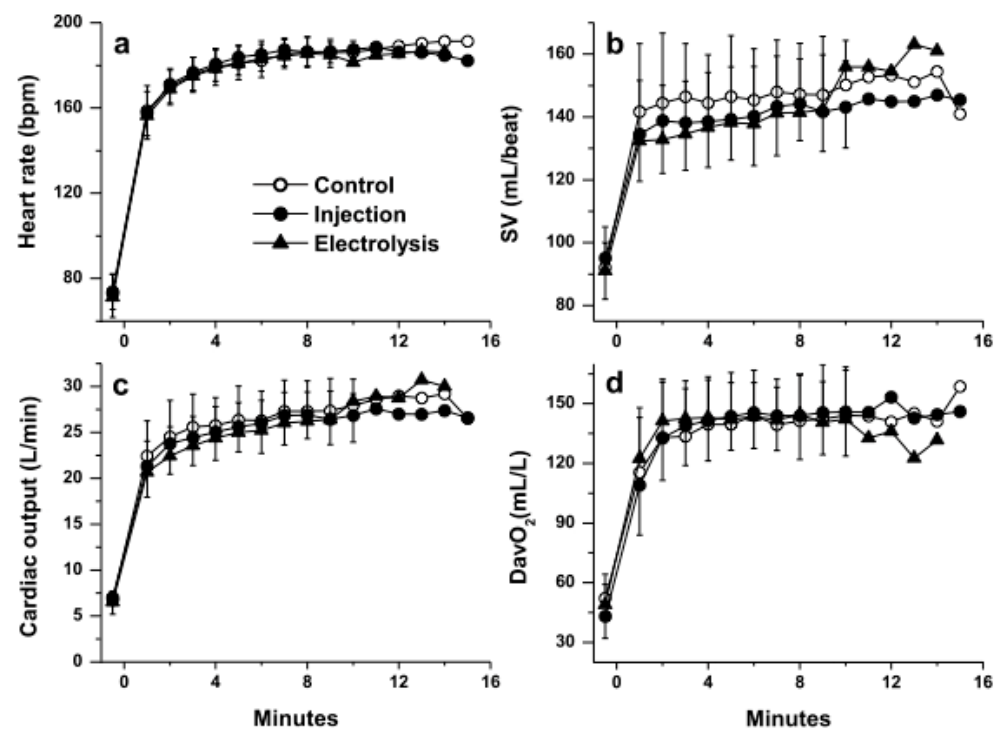 a
Heart rate (bpm)
200
160
120
80
0 4 8 12 16
Control
Injection
Electrolysis
b
SV (mL/beat)
160
140
120
100
80
0 4 8 12 16
c
Cardiac output (L/min)
30
25
20
15
10
5
0
0 4 8 12 16
Minutes
d
DavO₂(mL/L)
150
120
90
60
30
0 4 8 12 16
Minutes